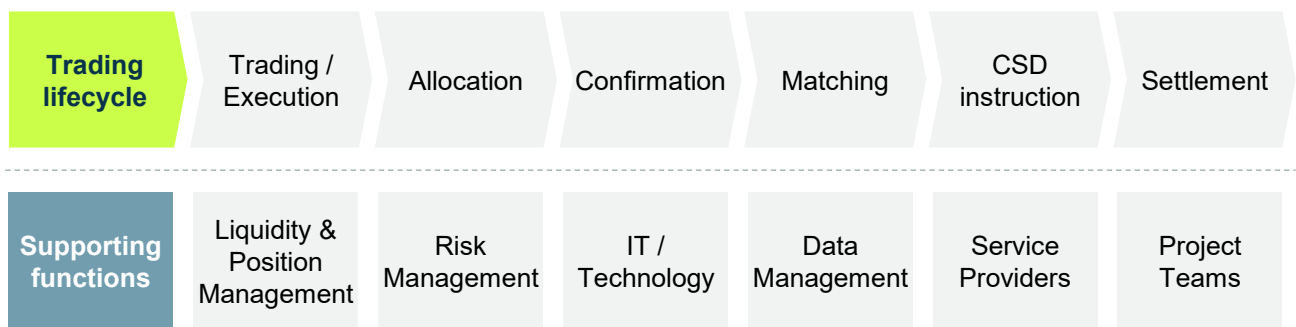 Trading
lifecycle
Trading /
Execution
Allocation
Confirmation
Matching
CSD
instruction
Settlement
Supporting
functions
Liquidity &
Position
Management
Risk
Management
IT /
Technology
Data
Management
Service
Providers
Project
Teams